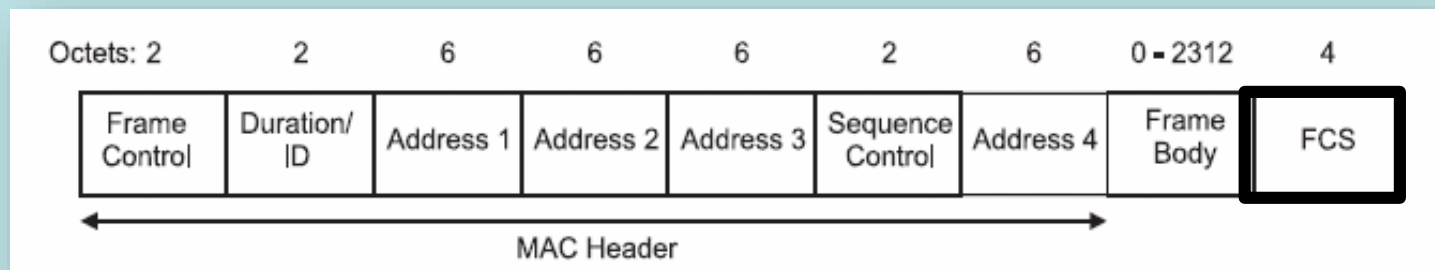 Octets: 2 2 6 6 6 2 6 0 - 2312 4
Frame Control
Duration/ ID
Address 1
Address 2
Address 3
Sequence Control
Address 4
Frame Body
FCS
MAC Header